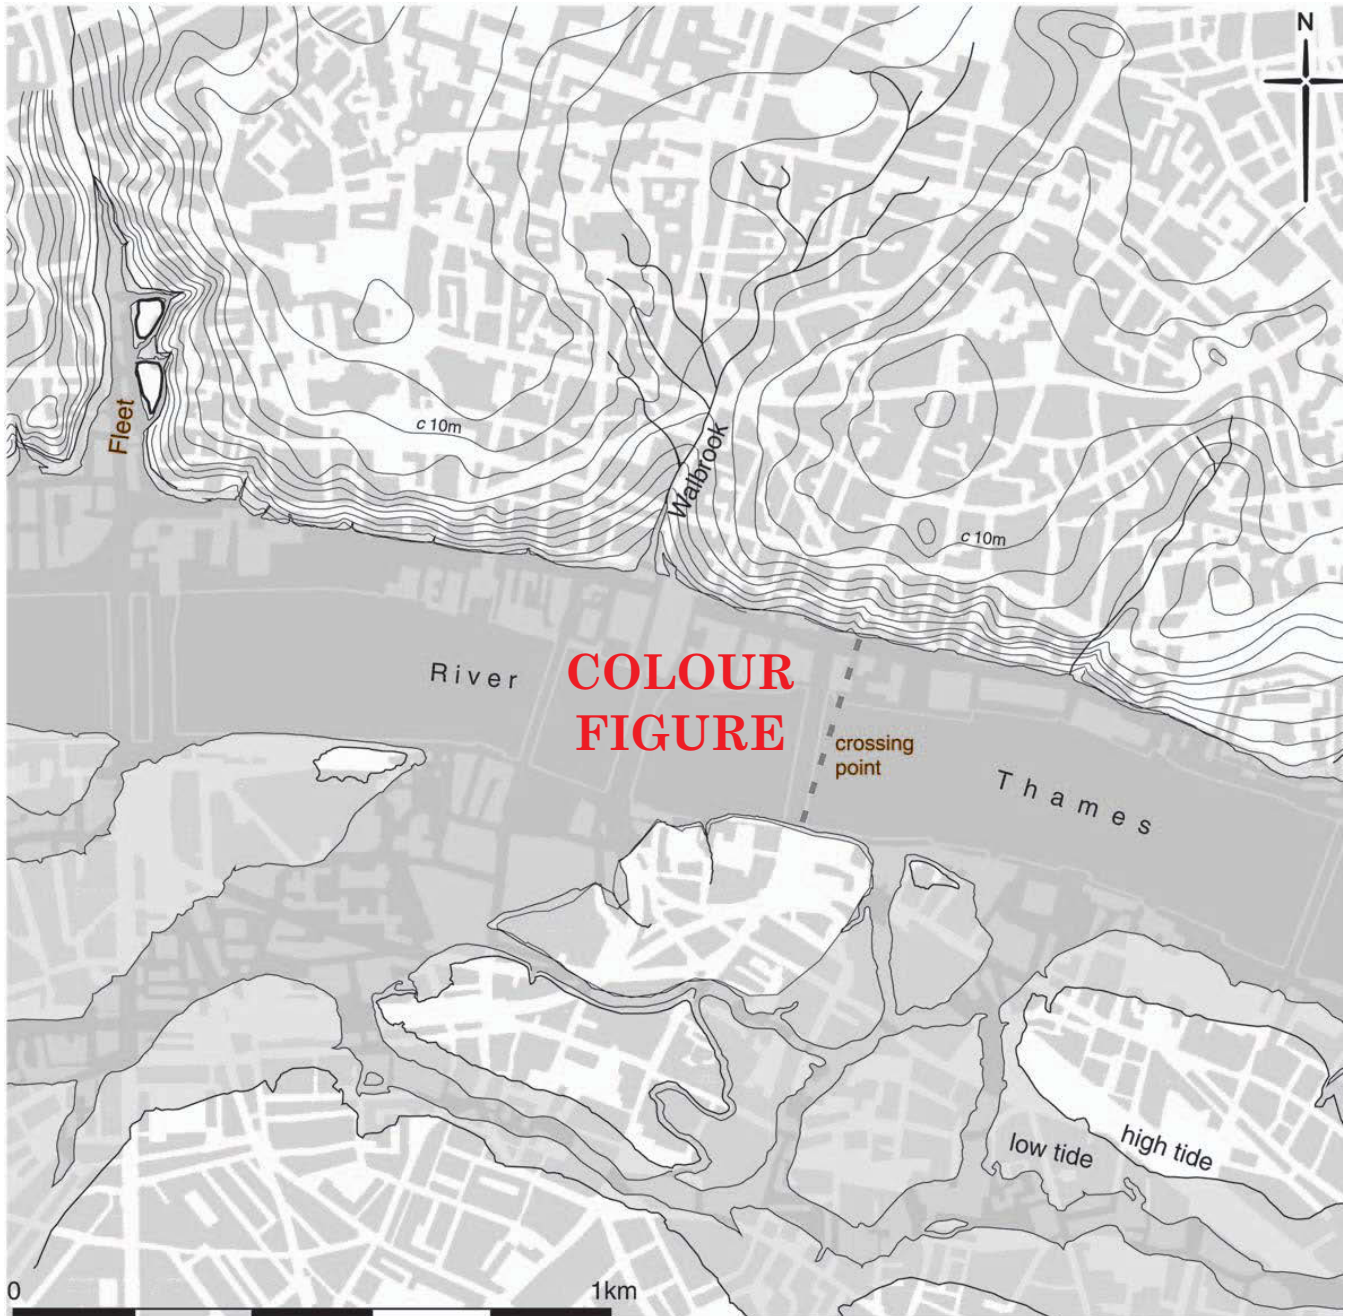 N
Fleet
c 10m
Walbrook
c 10m
River
COLOUR
FIGURE
crossing
point
Thames
low tide
high tide
0
1km